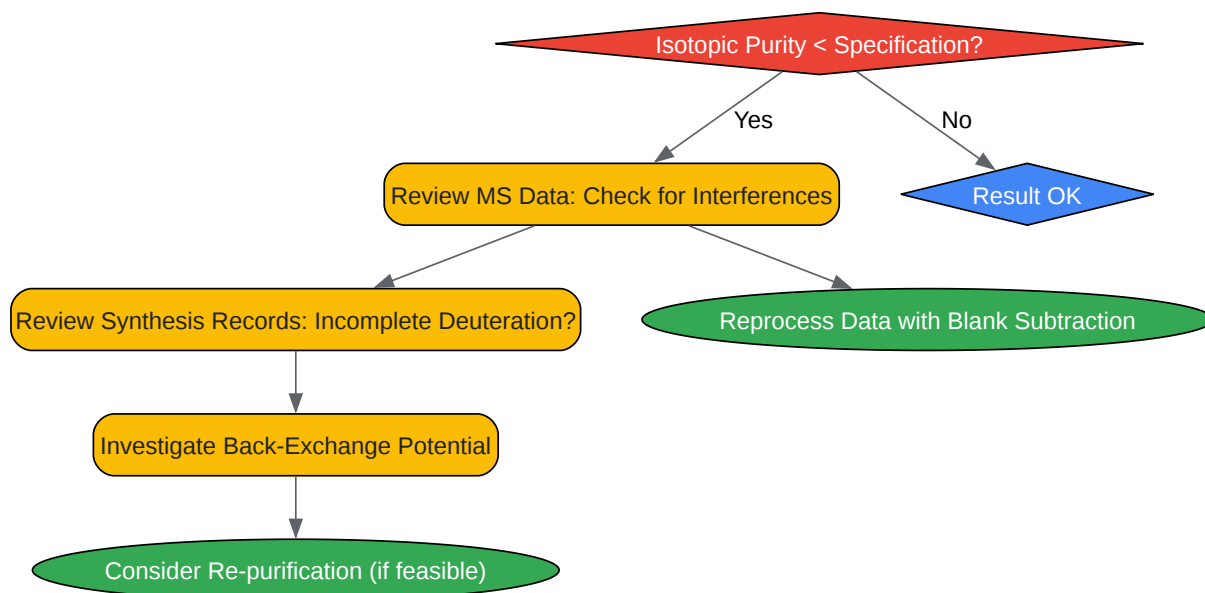 Isotopic Purity < Specification?
Yes
No
Review MS Data: Check for Interferences
Result OK
Review Synthesis Records: Incomplete Deuteration?
Reprocess Data with Blank Subtraction
Investigate Back-Exchange Potential
Consider Re-purification (if feasible)